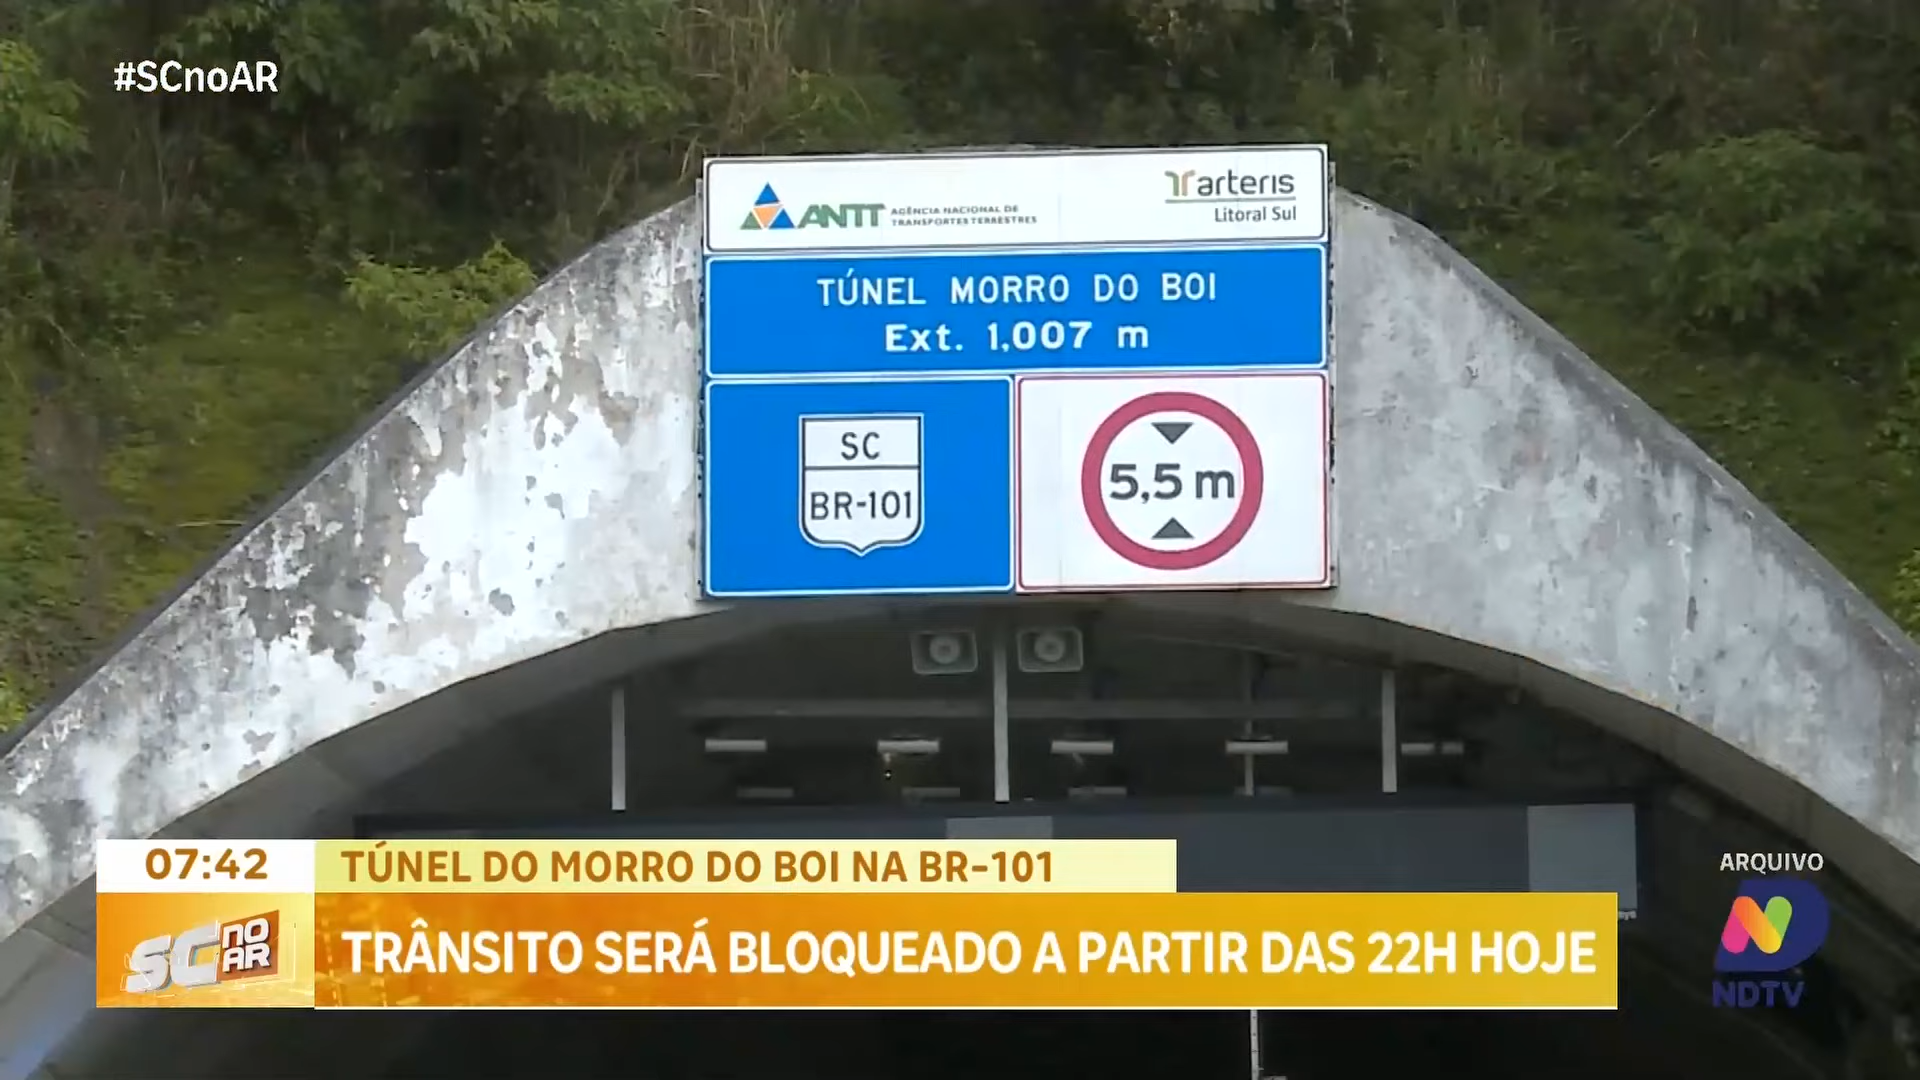 #SCnoAR
ANTT AGÊNCIA NACIONAL DE
TRANSPORTES TERRESTRES
arteris
Litoral Sul
TÚNEL MORRO DO BOI
Ext. 1.007 m
SC
BR-101
5,5 m
07:42
TÚNEL DO MORRO DO BOI NA BR-101
ARQUIVO
SC NO AR
TRÂNSITO SERÁ BLOQUEADO A PARTIR DAS 22H HOJE
NDTV